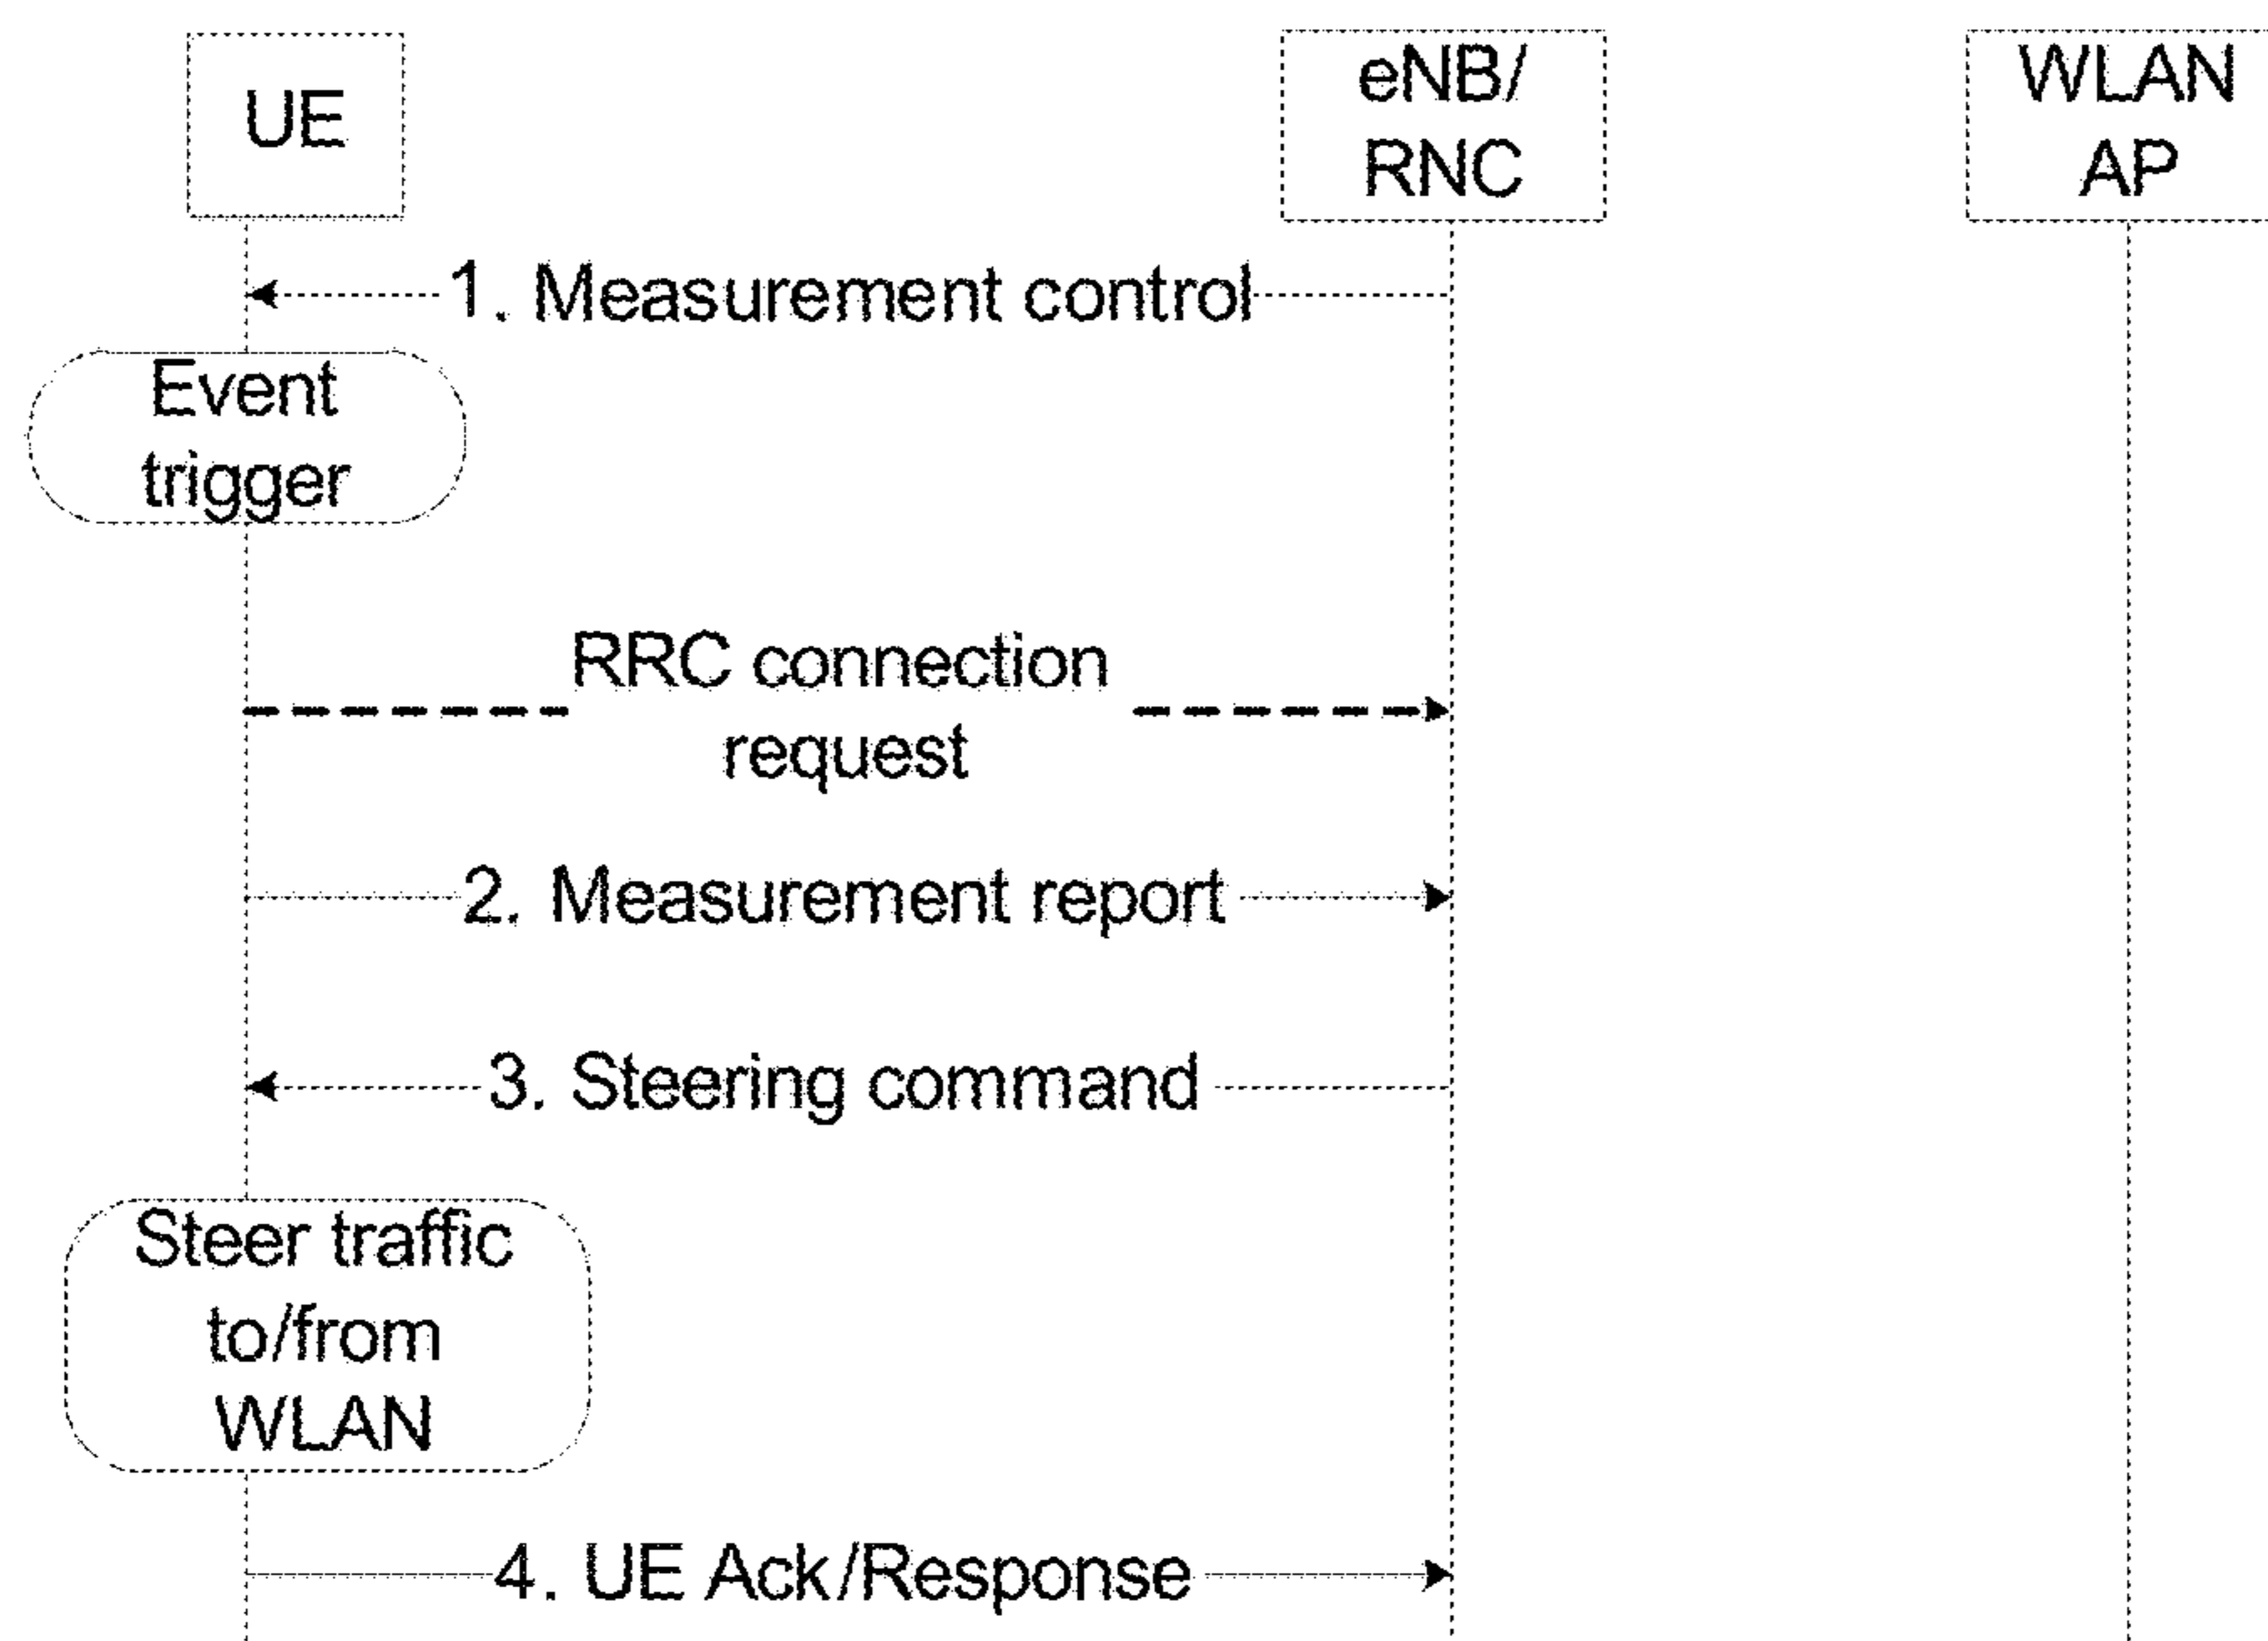 UE
eNB/
RNC
WLAN
AP
1. Measurement control
Event
trigger
RRC connection
request
2. Measurement report
3. Steering command
Steer traffic
to/from
WLAN
4. UE Ack/Response